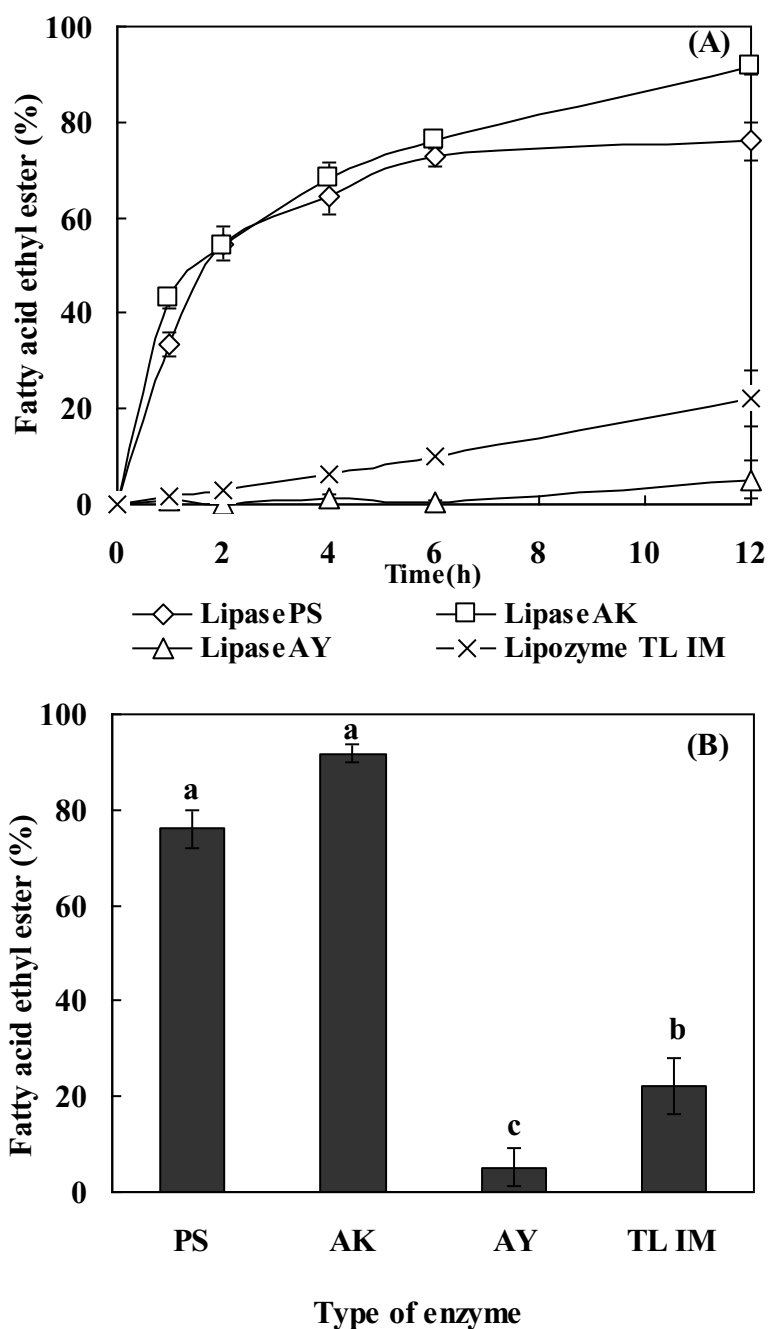 (A)
Fatty acid ethyl ester (%)
100
80
60
40
20
0
0 2 4 6 8 10 12
Time(h)
Lipase PS Lipase AK
Lipase AY Lipozyme TL IM
(B)
Fatty acid ethyl ester (%)
100
80
60
40
20
0
a a c b
PS AK AY TL IM
Type of enzyme